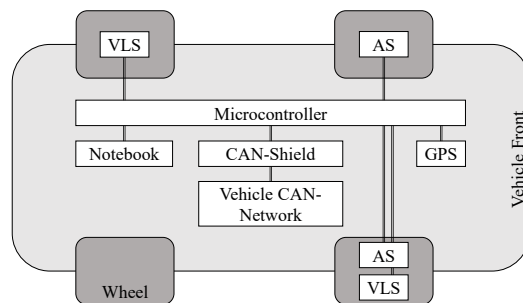 VLS
AS
Microcontroller
Notebook
CAN-Shield
GPS
Vehicle CAN-
Network
Vehicle Front
AS
VLS
Wheel